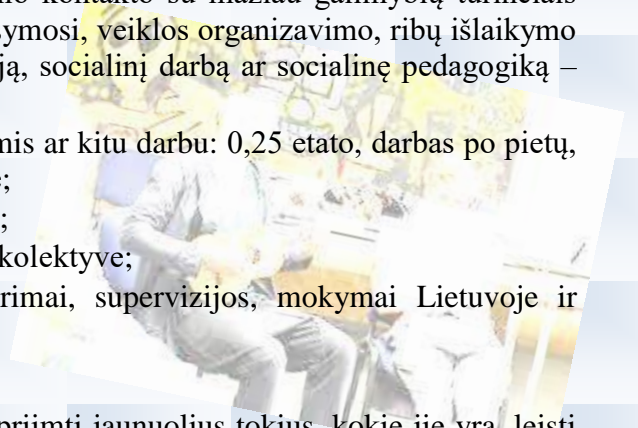 kontakto su mažiau galimybių turinčiais
ymosi, veiklos organizavimo, ribų išlaikymo
ją, socialinį darbą ar socialinę pedagogiką –
mis ar kitu darbu: 0,25 etato, darbas po pietų,
;
;
kolektyve;
rimai, supervizijos, mokymai Lietuvoje ir
priimti jaunuolius tokius, kokie jie yra, leisti